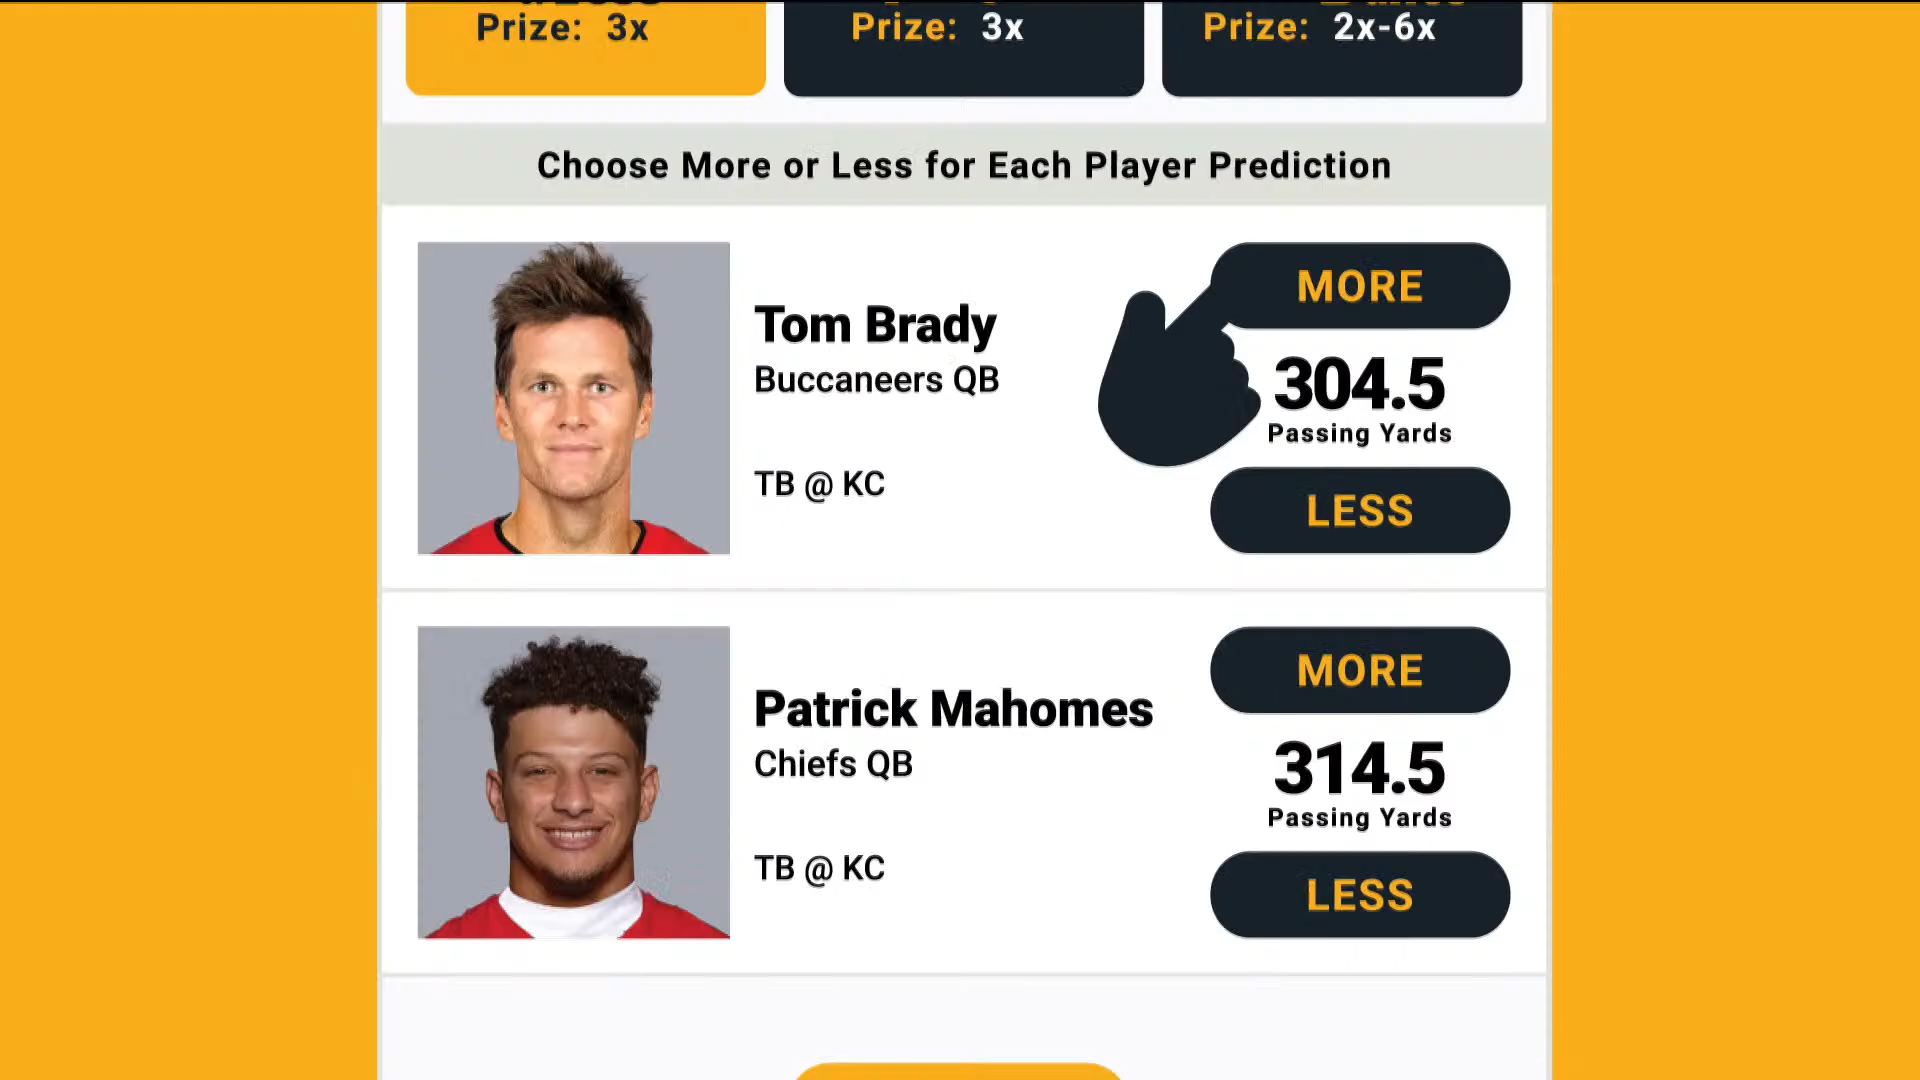 Prize: 3x
Prize: 3x
Prize: 2x-6x
Choose More or Less for Each Player Prediction
Tom Brady
Buccaneers QB
TB @ KC
MORE
304.5
Passing Yards
LESS
Patrick Mahomes
Chiefs QB
TB @ KC
MORE
314.5
Passing Yards
LESS